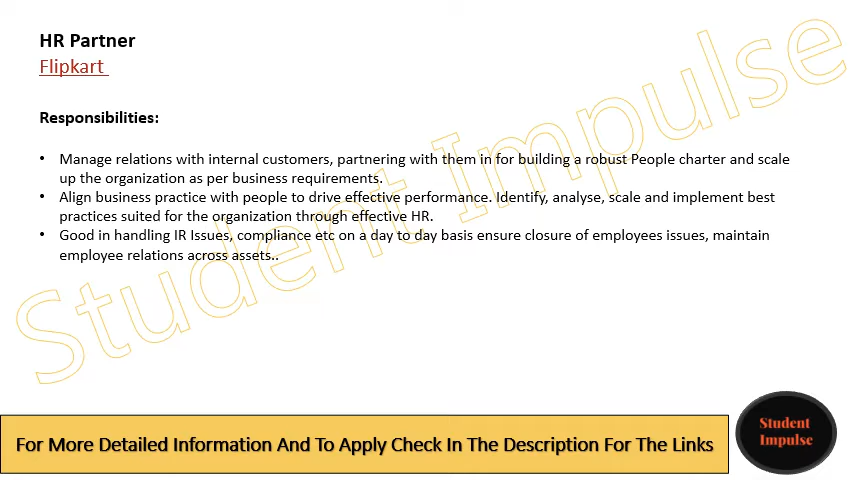 HR Partner
Flipkart
Responsibilities:
• Manage relations with internal customers, partnering with them in for building a robust People charter and scale
up the organization as per business requirements.
• Align business practice with people to drive effective performance. Identify, analyse, scale and implement best
practices suited for the organization through effective HR.
• Good in handling IR Issues, compliance etc on a day to day basis ensure closure of employees issues, maintain
employee relations across assets..
Student Impulse
For More Detailed Information And To Apply Check In The Description For The Links
Student
Impulse